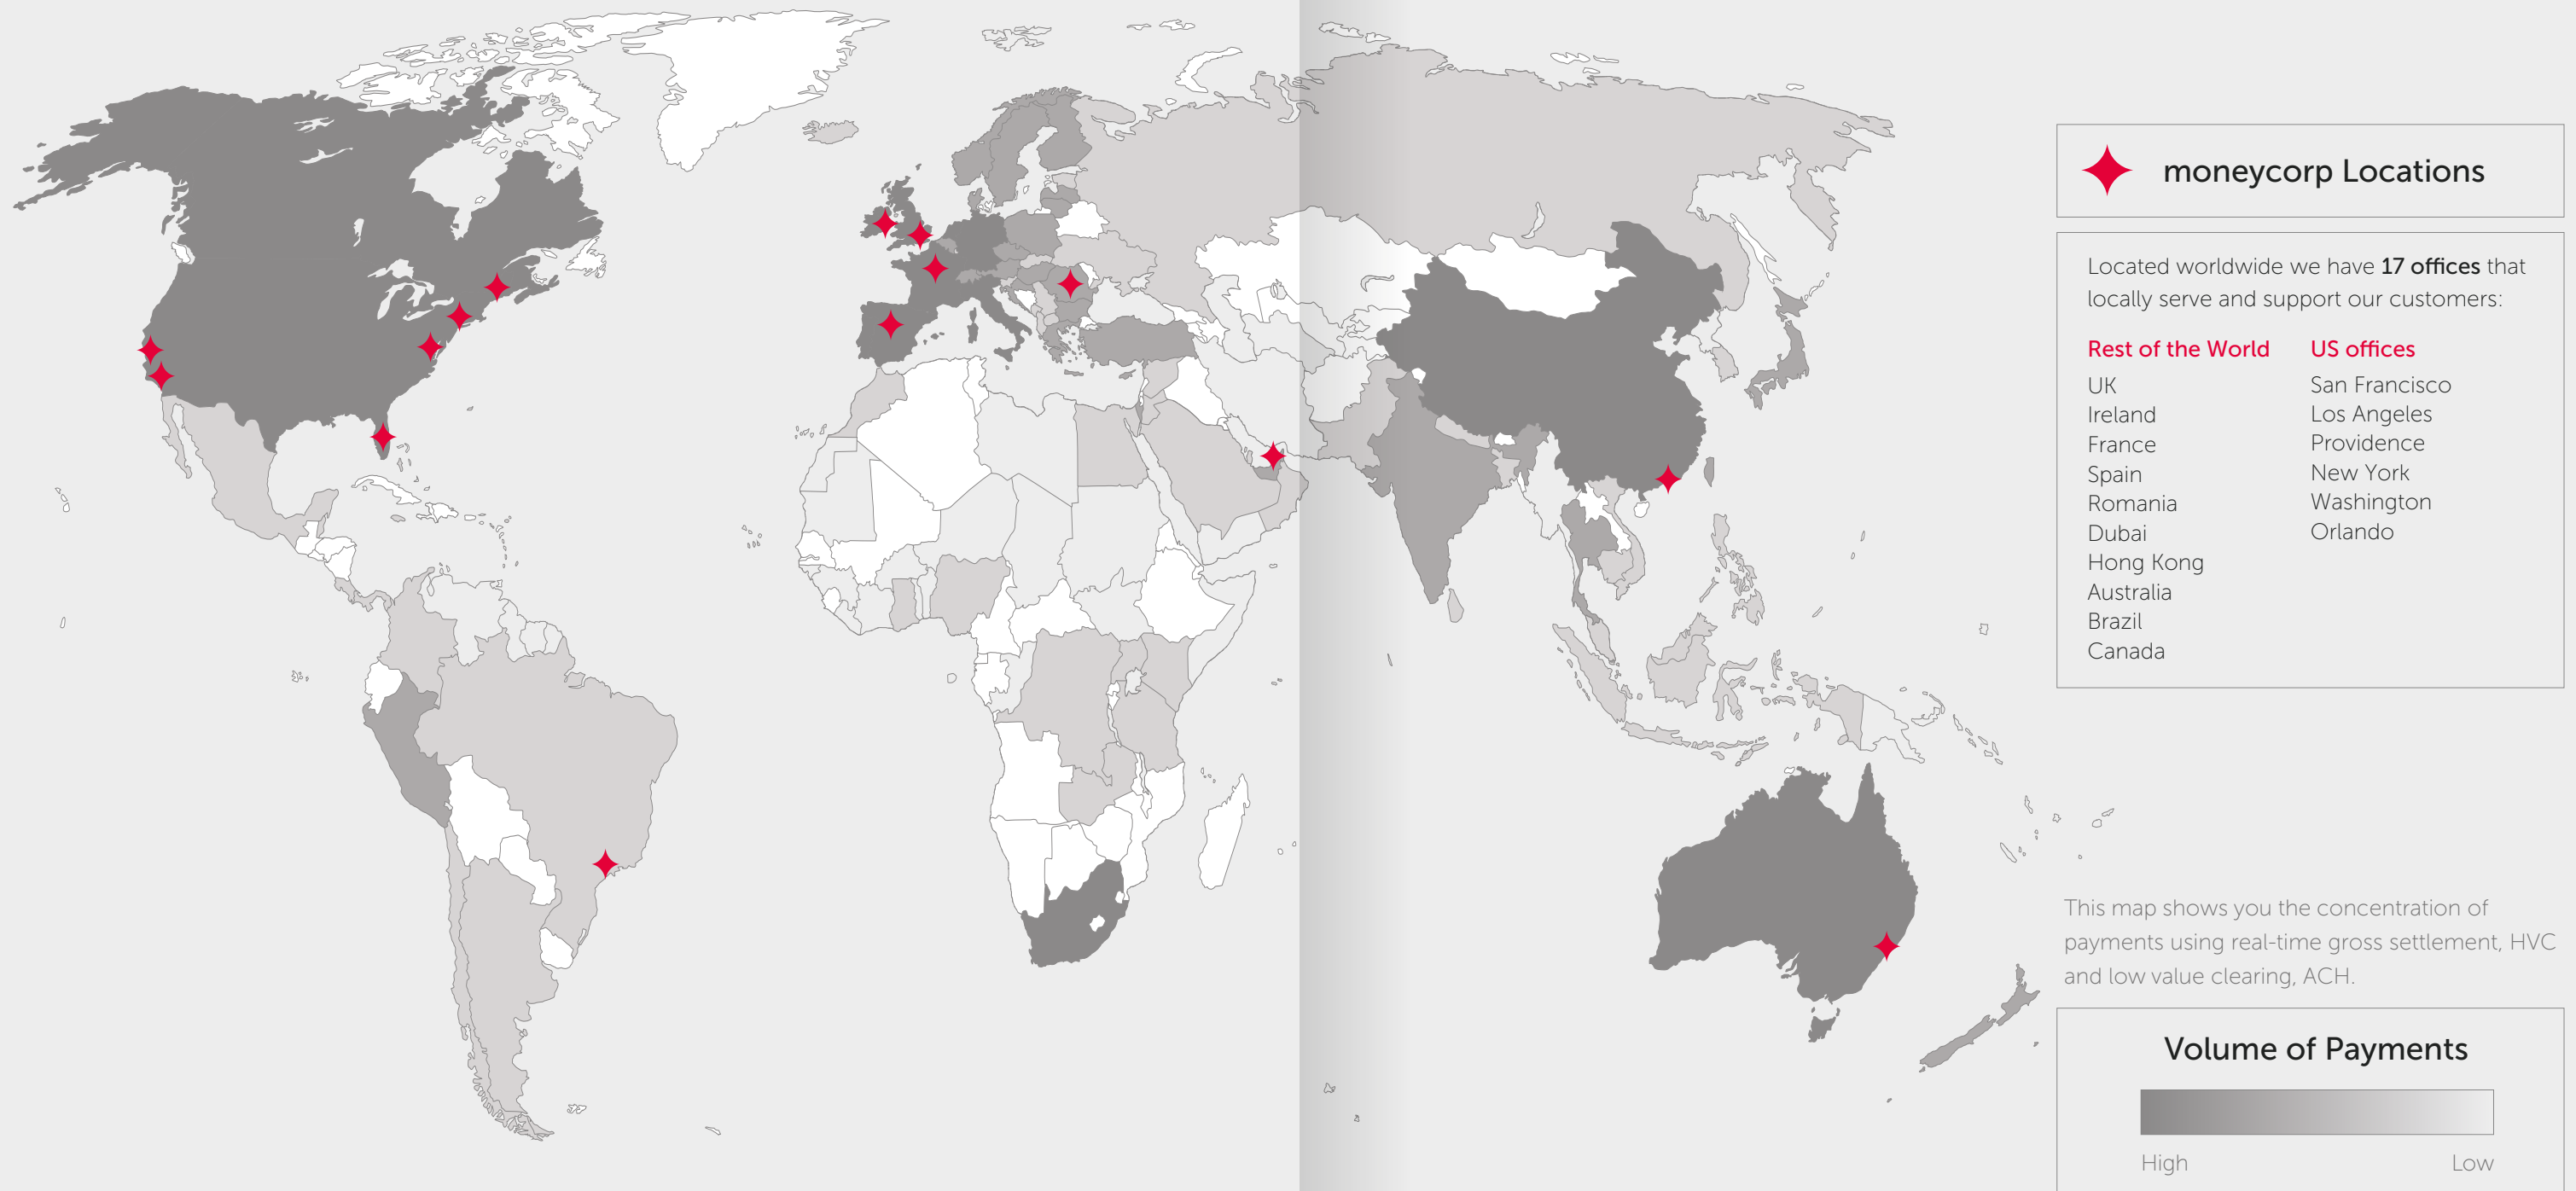 moneycorp Locations
Located worldwide we have 17 offices that
locally serve and support our customers:
Rest of the World
UK
Ireland
France
Spain
Romania
Dubai
Hong Kong
Australia
Brazil
Canada
US offices
San Francisco
Los Angeles
Providence
New York
Washington
Orlando
This map shows you the concentration of
payments using real-time gross settlement, HVC
and low value clearing, ACH.
Volume of Payments
High
Low